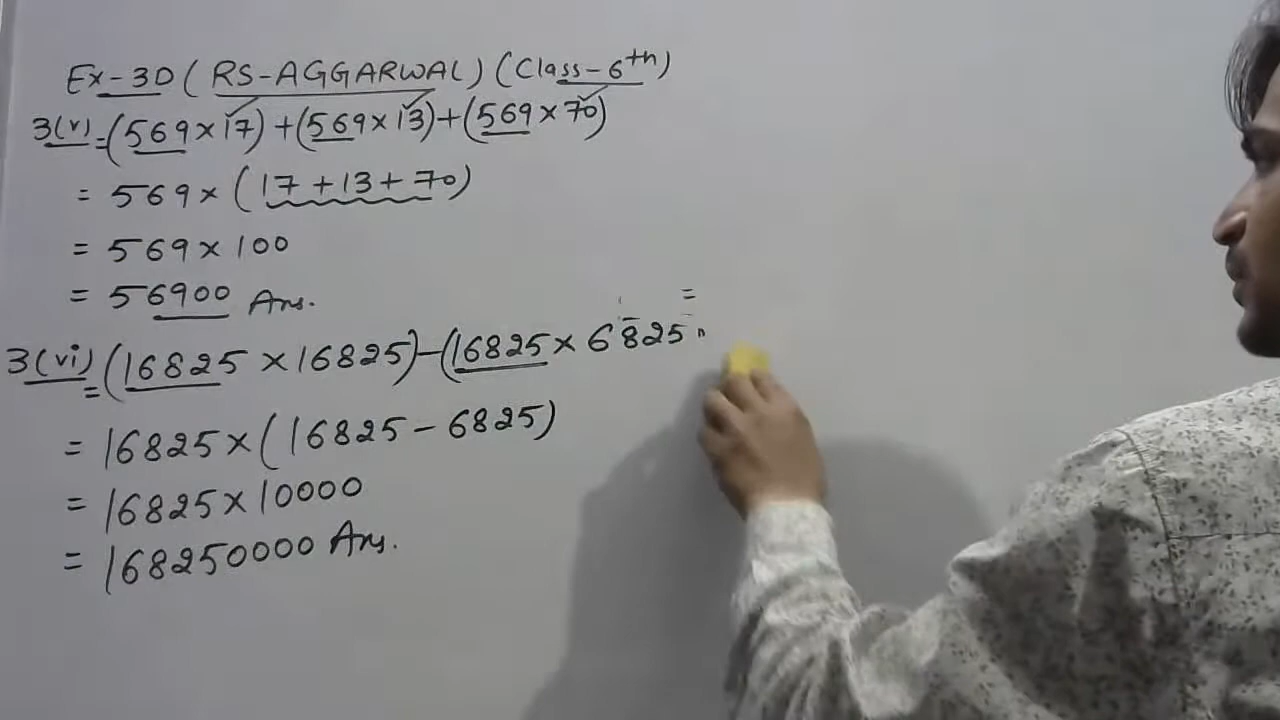 Ex-3D (RS-AGGARWAL) (Class-6th)
3(v) = (569 × 17) + (569 × 13) + (569 × 70)
= 569 × (17 + 13 + 70)
= 569 × 100
= 56900 Ans.
=
3(vi) = (16825 × 16825) - (16825 × 6825
= 16825 × (16825 - 6825)
= 16825 × 10000
= 168250000 Ans.